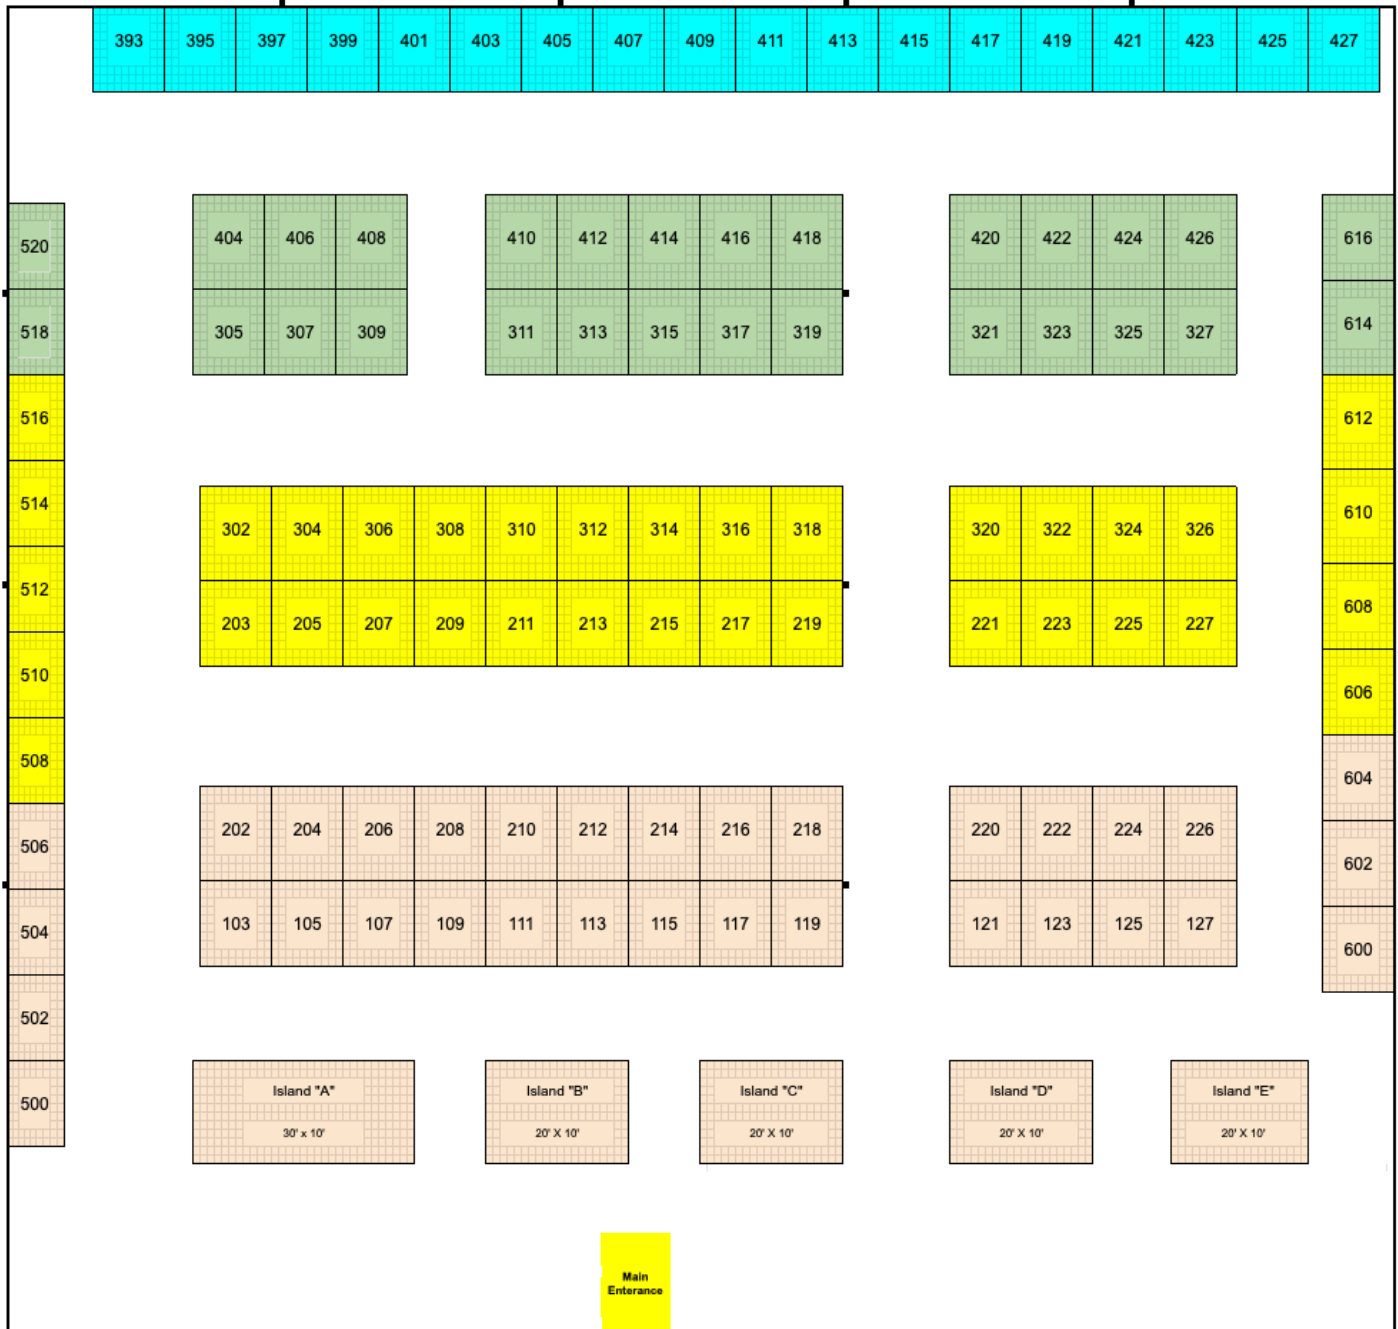 393 395 397 399 401 403 405 407 409 411 413 415 417 419 421 423 425 427
404 406 408 410 412 414 416 418 420 422 424 426 616
520
305 307 309 311 313 315 317 319 321 323 325 327 614
518
516 612
514 610
302 304 306 308 310 312 314 316 318 320 322 324 326
512 608
203 205 207 209 211 213 215 217 219 221 223 225 227
510 606
508 604
202 204 206 208 210 212 214 216 218 220 222 224 226
506 602
103 105 107 109 111 113 115 117 119 121 123 125 127
504 600
502
Island "A" Island "B" Island "C" Island "D" Island "E"
500
30' x 10' 20' X 10' 20' X 10' 20' X 10' 20' X 10'
Main
Enterance